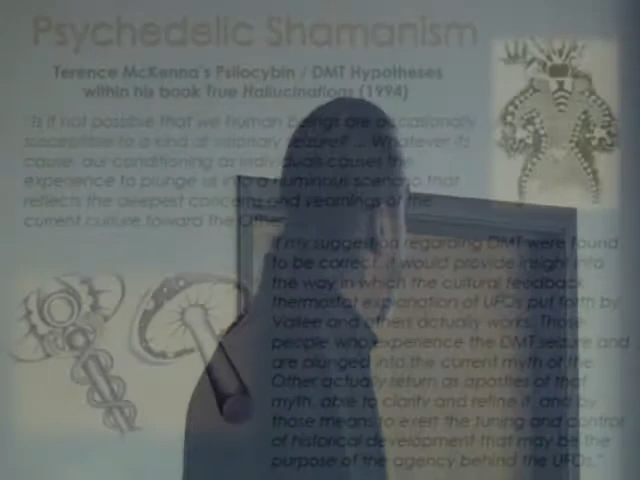 Psychedelic Shamanism
Terence McKenna's Psilocybin / DMT Hypotheses
within his book True Hallucinations (1994)
"Is it not possible that we human beings are occasionally
susceptible to a kind of visionary seizure? ... Whatever its
cause, our conditioning as individuals causes the
experience to plunge us into a numinous scenario that
reflects the deepest concerns and yearnings of the
current culture toward the Other.
If my suggestion regarding DMT were found
to be correct, it would provide insight into
the way in which the cultural feedback
thermostat explanation of UFOs put forth by
Vallee and others actually works. Those
people who experience the DMT seizure and
are plunged into the current myth of the
Other actually return as apostles of that
myth, able to clarify and refine it, and by
those means to exert the tuning and control
of historical development that may be the
purpose of the agency behind the UFOs."